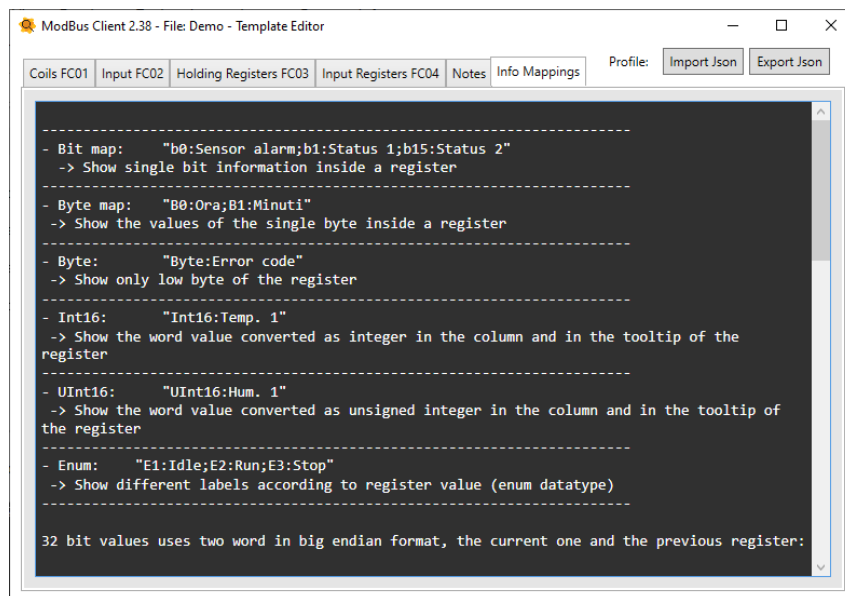 ModBus Client 2.38 - File: Demo - Template Editor
Coils FC01 Input FC02 Holding Registers FC03 Input Registers FC04 Notes Info Mappings Profile: Import Json Export Json
---------------------------------------------------------------------
- Bit map:     "b0:Sensor alarm;b1:Status 1;b15:Status 2"
  -> Show single bit information inside a register
---------------------------------------------------------------------
- Byte map:    "B0:Ora;B1:Minuti"
 -> Show the values of the single byte inside a register
---------------------------------------------------------------------
- Byte:        "Byte:Error code"
 -> Show only low byte of the register
---------------------------------------------------------------------
- Int16:       "Int16:Temp. 1"
 -> Show the word value converted as integer in the column and in the tooltip of the
register
---------------------------------------------------------------------
- UInt16:      "UInt16:Hum. 1"
 -> Show the word value converted as unsigned integer in the column and in the tooltip of
the register
---------------------------------------------------------------------
- Enum:    "E1:Idle;E2:Run;E3:Stop"
 -> Show different labels according to register value (enum datatype)
---------------------------------------------------------------------
32 bit values uses two word in big endian format, the current one and the previous register: